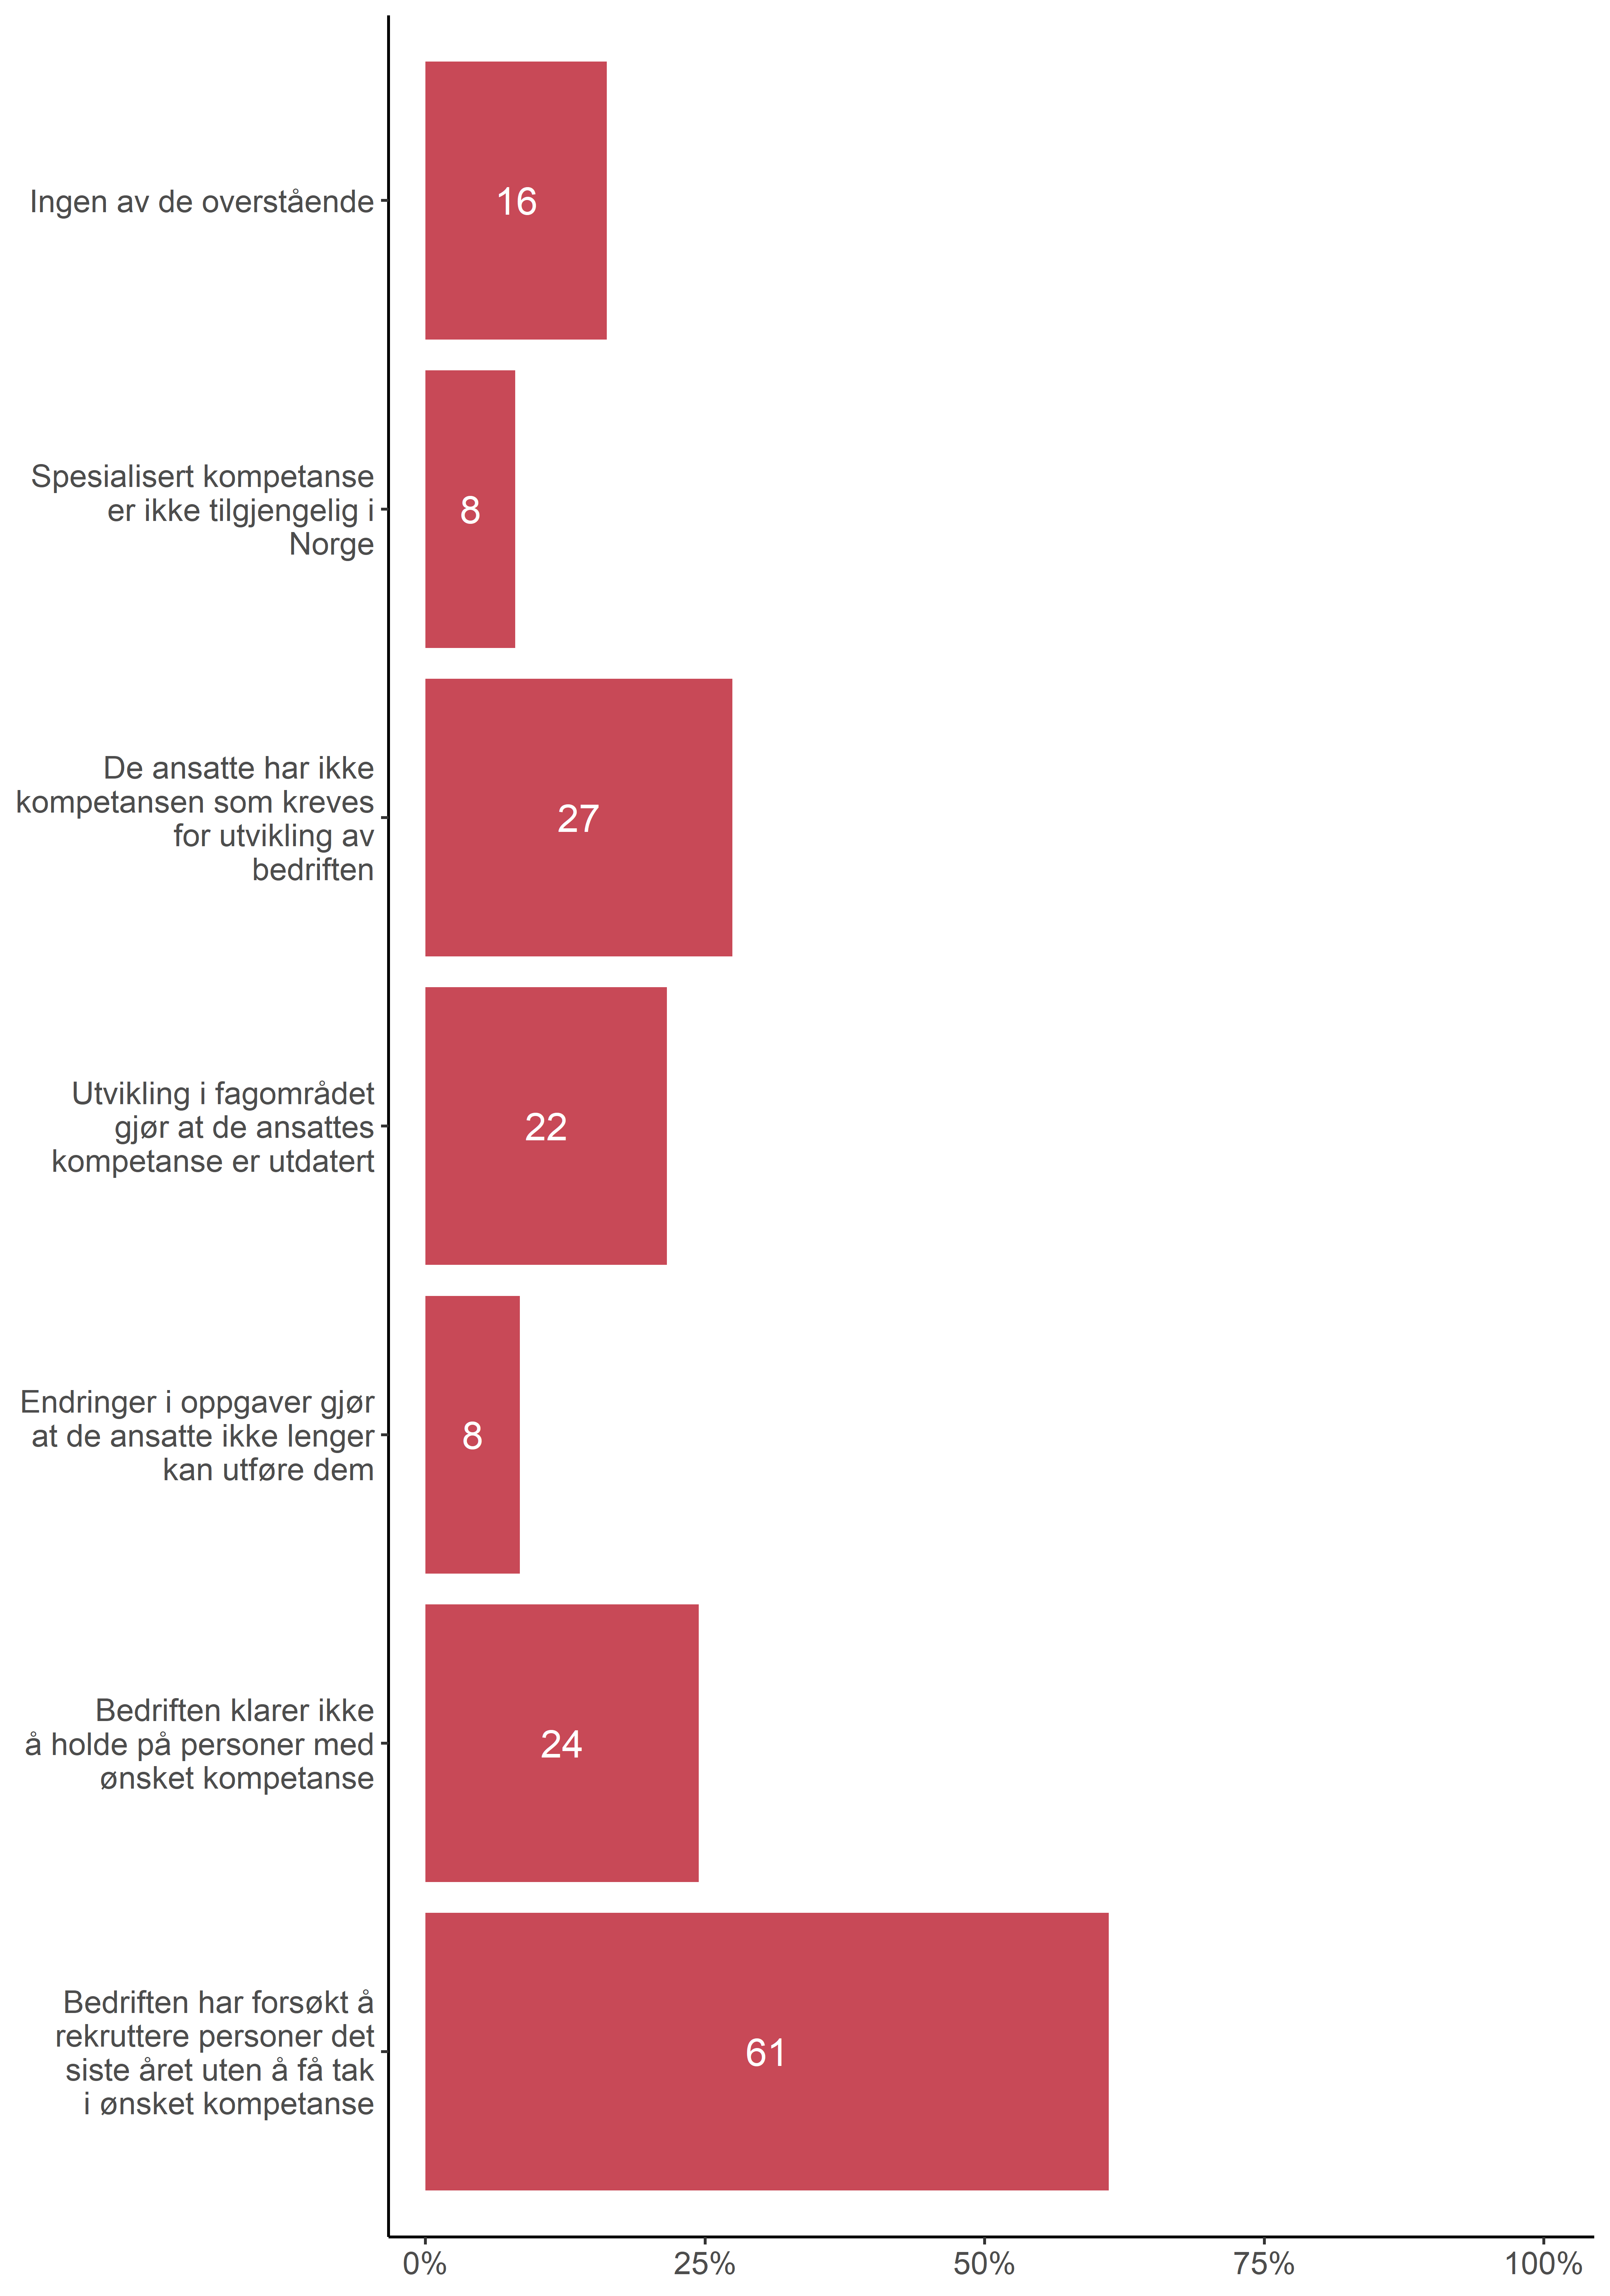 Ingen av de overstående
16
Spesialisert kompetanse
er ikke tilgjengelig i
Norge
8
De ansatte har ikke
kompetansen som kreves
for utvikling av
bedriften
27
Utvikling i fagområdet
gjør at de ansattes
kompetanse er utdatert
22
Endringer i oppgaver gjør
at de ansatte ikke lenger
kan utføre dem
8
Bedriften klarer ikke
å holde på personer med
ønsket kompetanse
24
Bedriften har forsøkt å
rekruttere personer det
siste året uten å få tak
i ønsket kompetanse
61
0% 25% 50% 75% 100%